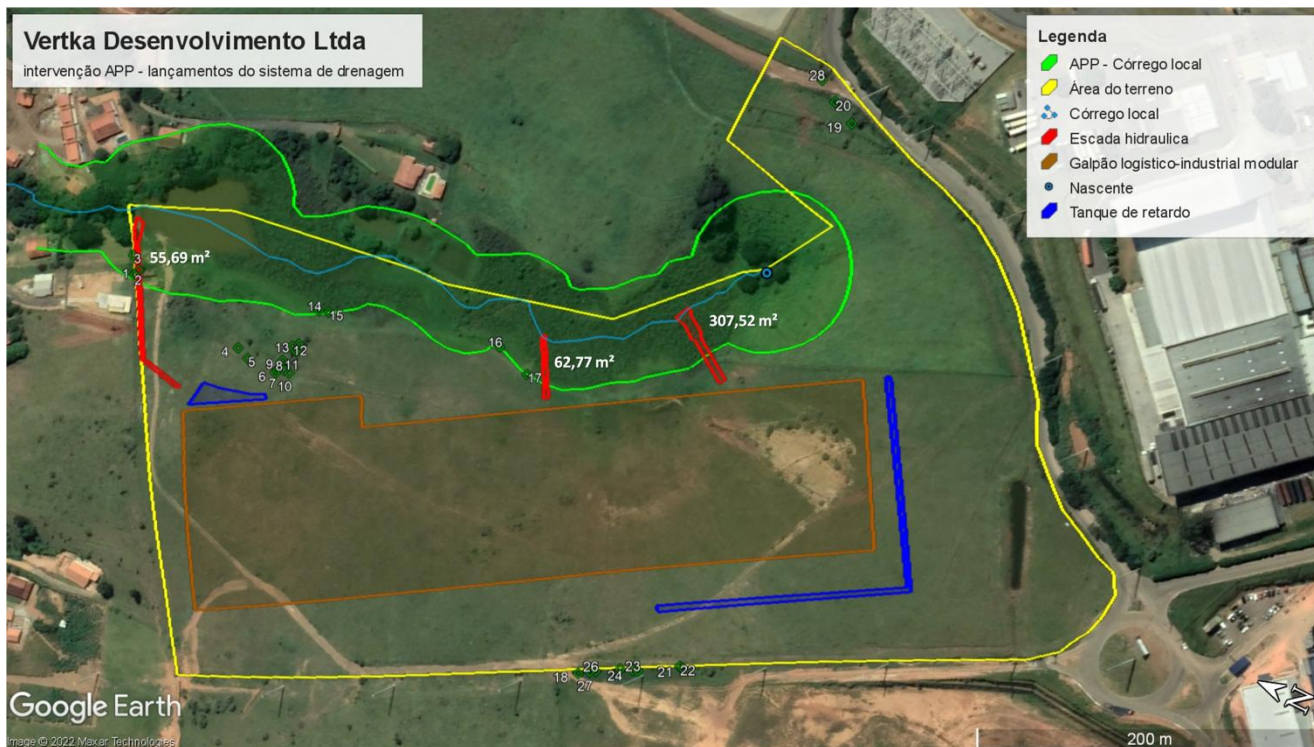 Vertka Desenvolvimento Ltda
intervenção APP - lançamentos do sistema de drenagem
Legenda
APP - Córrego local
Área do terreno
Córrego local
Escada hidraulica
Galpão logístico-industrial modular
Nascente
Tanque de retardo
28
20
19
3
55,69 m²
1
2
14
15
307,52 m²
16
4
13
12
5
62,77 m²
9
8
11
6
17
7
10
26
23
18
24
21
22
27
Google Earth
Image © 2022 Maxar Technologies
200 m
N